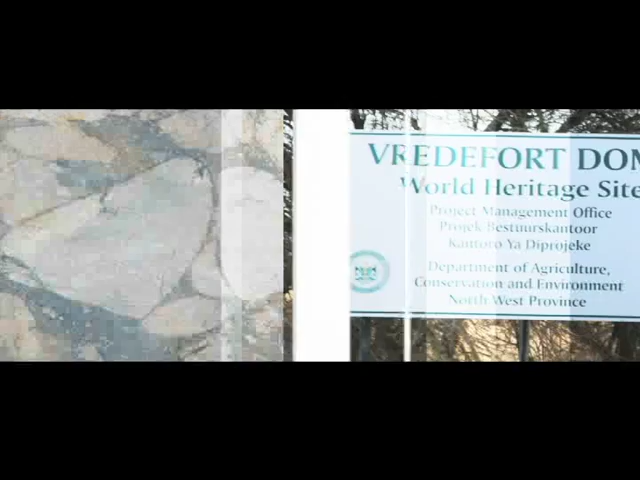 VREDEFORT DOM
World Heritage Site
Project Management Office
Projek Bestuurskantoor
Kantoro Ya Diprojeke
Department of Agriculture,
Conservation and Environment
North West Province